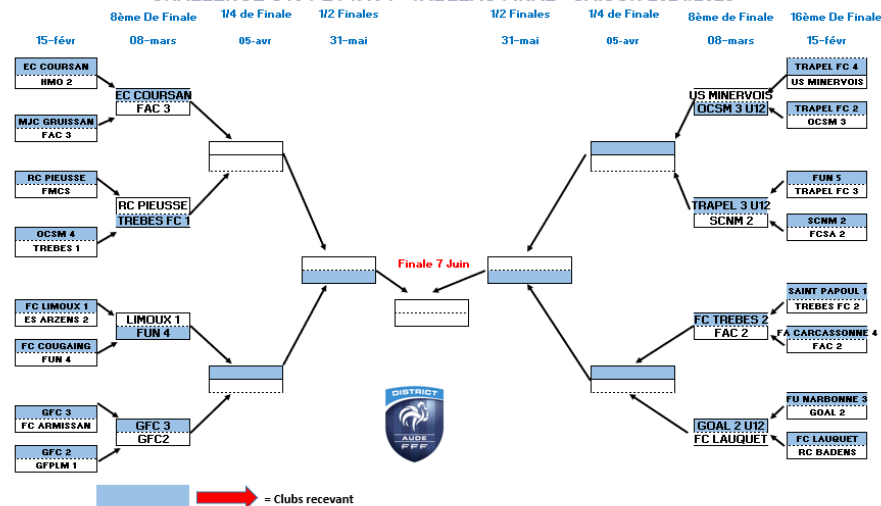 8ème De Finale
1/4 de Finale
1/2 Finales
1/2 Finales
1/4 de Finale
8ème de Finale
16ème De Finale
15-févr
08-mars
05-avr
31-mai
31-mai
05-avr
08-mars
15-févr
EC COURSAN
HMO 2
MJC GRUISSAN
FAC 3
RC PIEUSSE
FMCS
OCSM 4
TREBES 1
FC LIMOUX 1
ES ARZENS 2
FC COUGAING
FUN 4
GFC 3
FC ARMISSAN
GFC 2
GFPLM 1
EC COURSAN
FAC 3
RC PIEUSSE
TREBES FC 1
LIMOUX 1
FUN 4
GFC 3
GFC2
Finale 7 Juin
US MINERVOIS
OCSM 3 U12
TRAPEL 3 U12
SCNM 2
FC TREBES 2
FAC 2
GOAL 2 U12
FC LAUQUET
TRAPEL FC 4
US MINERVOIS
TRAPEL FC 2
OCSM 3
FUN 5
TRAPEL FC 3
SCNM 2
FCSA 2
SAINT PAPOUL 1
TREBES FC 2
FA CARCASSONNE 4
FAC 2
FU NARBONNE 3
GOAL 2
FC LAUQUET
RC BADENS
DISTRICT
AUDE
FFF
= Clubs recevant